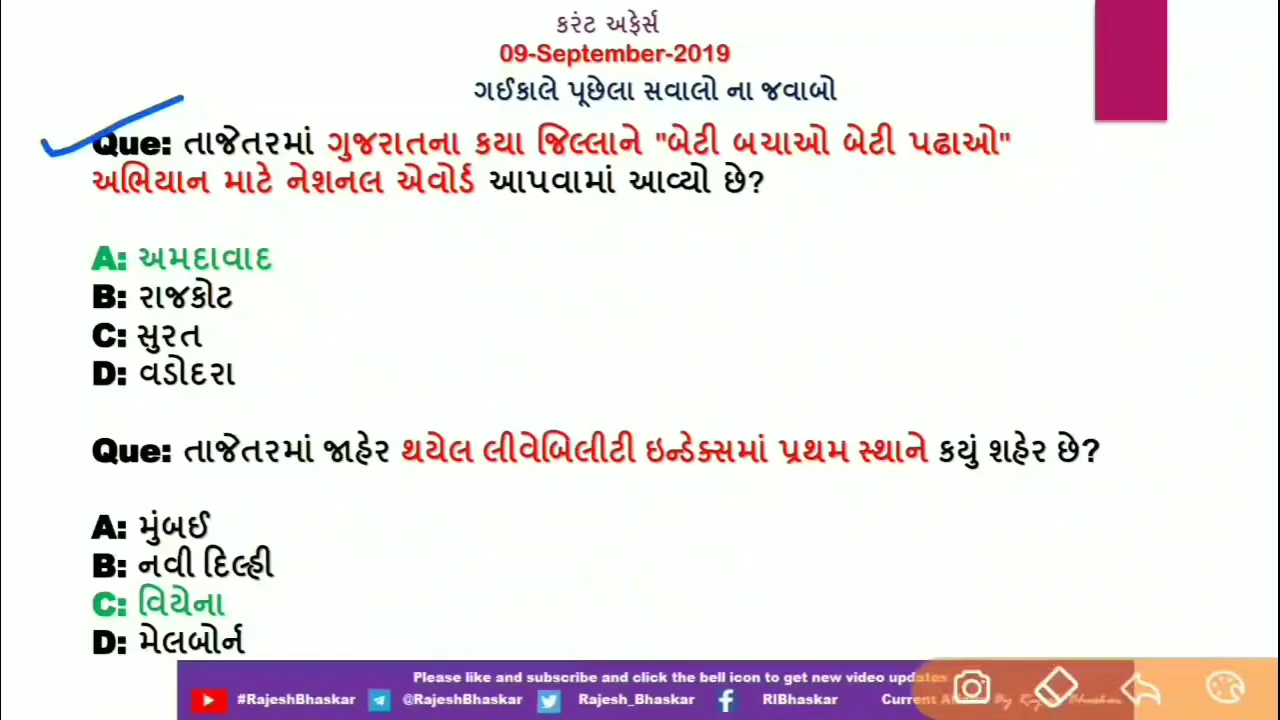 કરંટ અફેર્સ
09-September-2019
ગઈકાલે પૂછેલા સવાલો ના જવાબો
Que: તાજેતરમાં ગુજરાતના કયા જિલ્લાને "બેટી બચાઓ બેટી પઢાઓ"
અભિયાન માટે નેશનલ એવોર્ડ આપવામાં આવ્યો છે?
A: અમદાવાદ
B: રાજકોટ
C: સુરત
D: વડોદરા
Que: તાજેતરમાં જાહેર થયેલ લીવેબિલીટી ઇન્ડેક્સમાં પ્રથમ સ્થાને કયું શહેર છે?
A: મુંબઈ
B: નવી દિલ્હી
C: વિયેના
D: મેલબોર્ન
Please like and subscribe and click the bell icon to get new video updates
#RajeshBhaskar @RajeshBhaskar Rajesh_Bhaskar RIBhaskar Current By